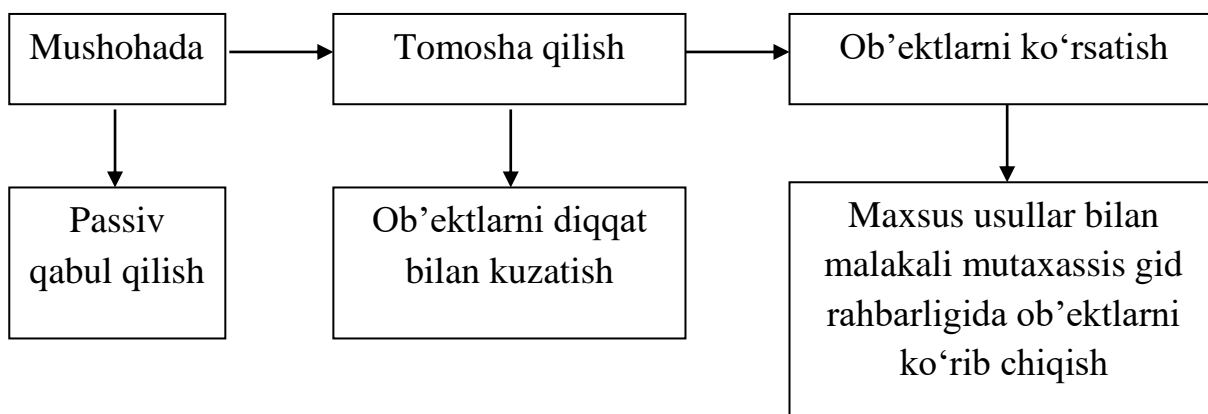 Mushohada
Tomosha qilish
Ob’ektlarni ko‘rsatish
Passiv
qabul qilish
Ob’ektlarni diqqat
bilan kuzatish
Maxsus usullar bilan
malakali mutaxassis gid
rahbarligida ob’ektlarni
ko‘rib chiqish